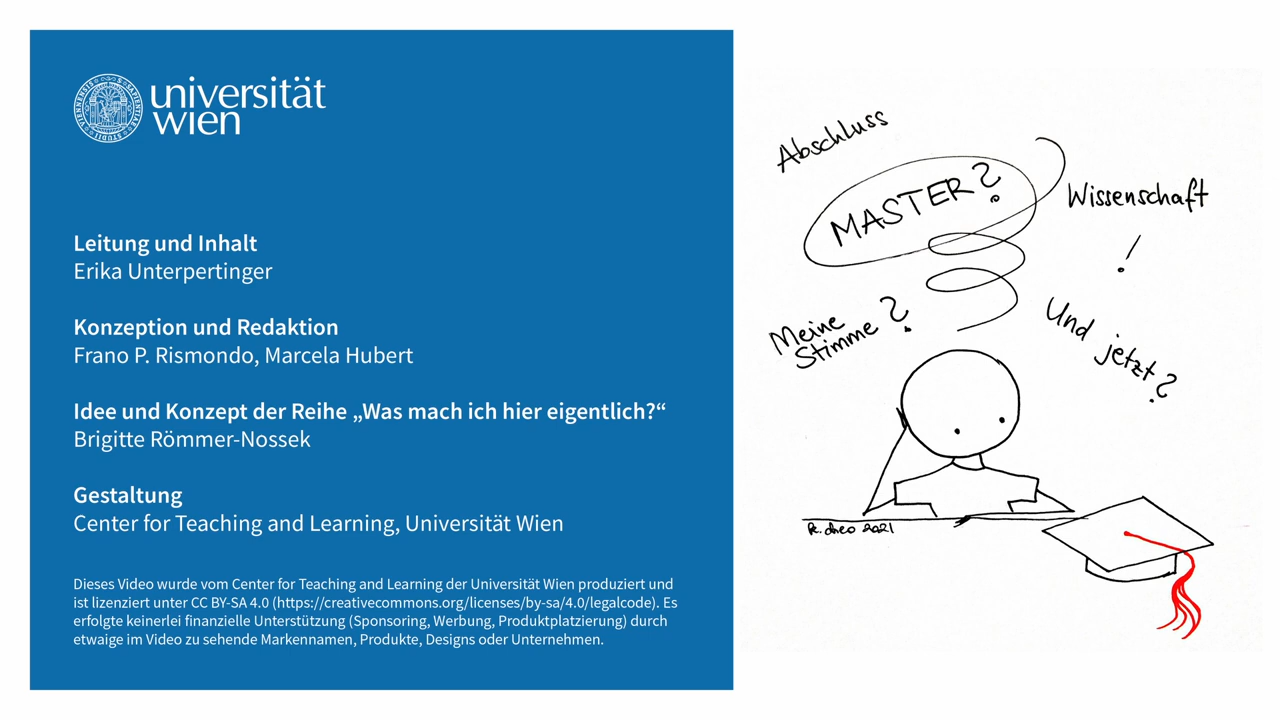 universität
wien
Leitung und Inhalt
Erika Unterpertinger
Konzeption und Redaktion
Frano P. Rismondo, Marcela Hubert
Idee und Konzept der Reihe „Was mach ich hier eigentlich?“
Brigitte Römmer-Nossek
Gestaltung
Center for Teaching and Learning, Universität Wien
Dieses Video wurde vom Center for Teaching and Learning der Universität Wien produziert und
ist lizenziert unter CC BY-SA 4.0 (https://creativecommons.org/licenses/by-sa/4.0/legalcode). Es
erfolgte keinerlei finanzielle Unterstützung (Sponsoring, Werbung, Produktplatzierung) durch
etwaige im Video zu sehende Markennamen, Produkte, Designs oder Unternehmen.
Abschluss
MASTER?
Wissenschaft
!
Meine
Stimme?
Und jetzt?
2021